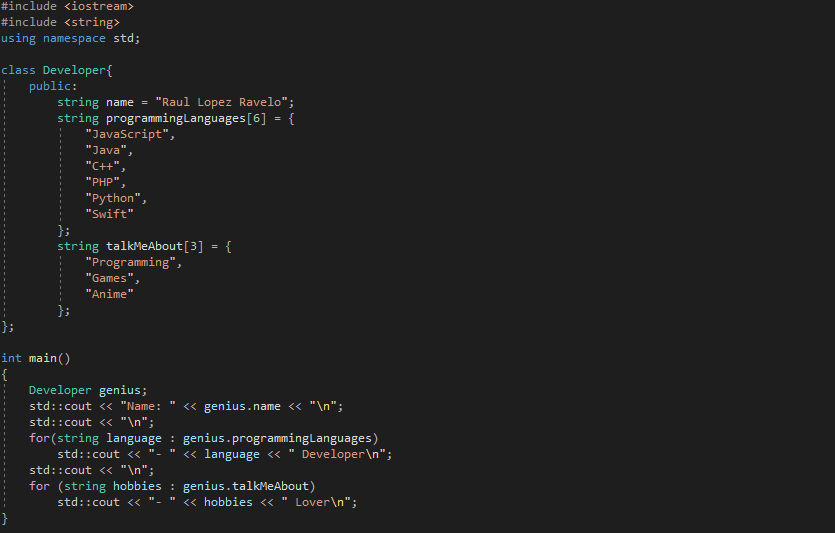 #include <iostream>
#include <string>
using namespace std;

class Developer{
    public:
        string name = "Raul Lopez Ravelo";
        string programmingLanguages[6] = {
            "JavaScript",
            "Java",
            "C++",
            "PHP",
            "Python",
            "Swift"
        };
        string talkMeAbout[3] = {
            "Programming",
            "Games",
            "Anime"
        };
};

int main()
{
    Developer genius;
    std::cout << "Name: " << genius.name << "\n";
    std::cout << "\n";
    for(string language : genius.programmingLanguages)
        std::cout << "- " << language << " Developer\n";
    std::cout << "\n";
    for (string hobbies : genius.talkMeAbout)
        std::cout << "- " << hobbies << " Lover\n";
}